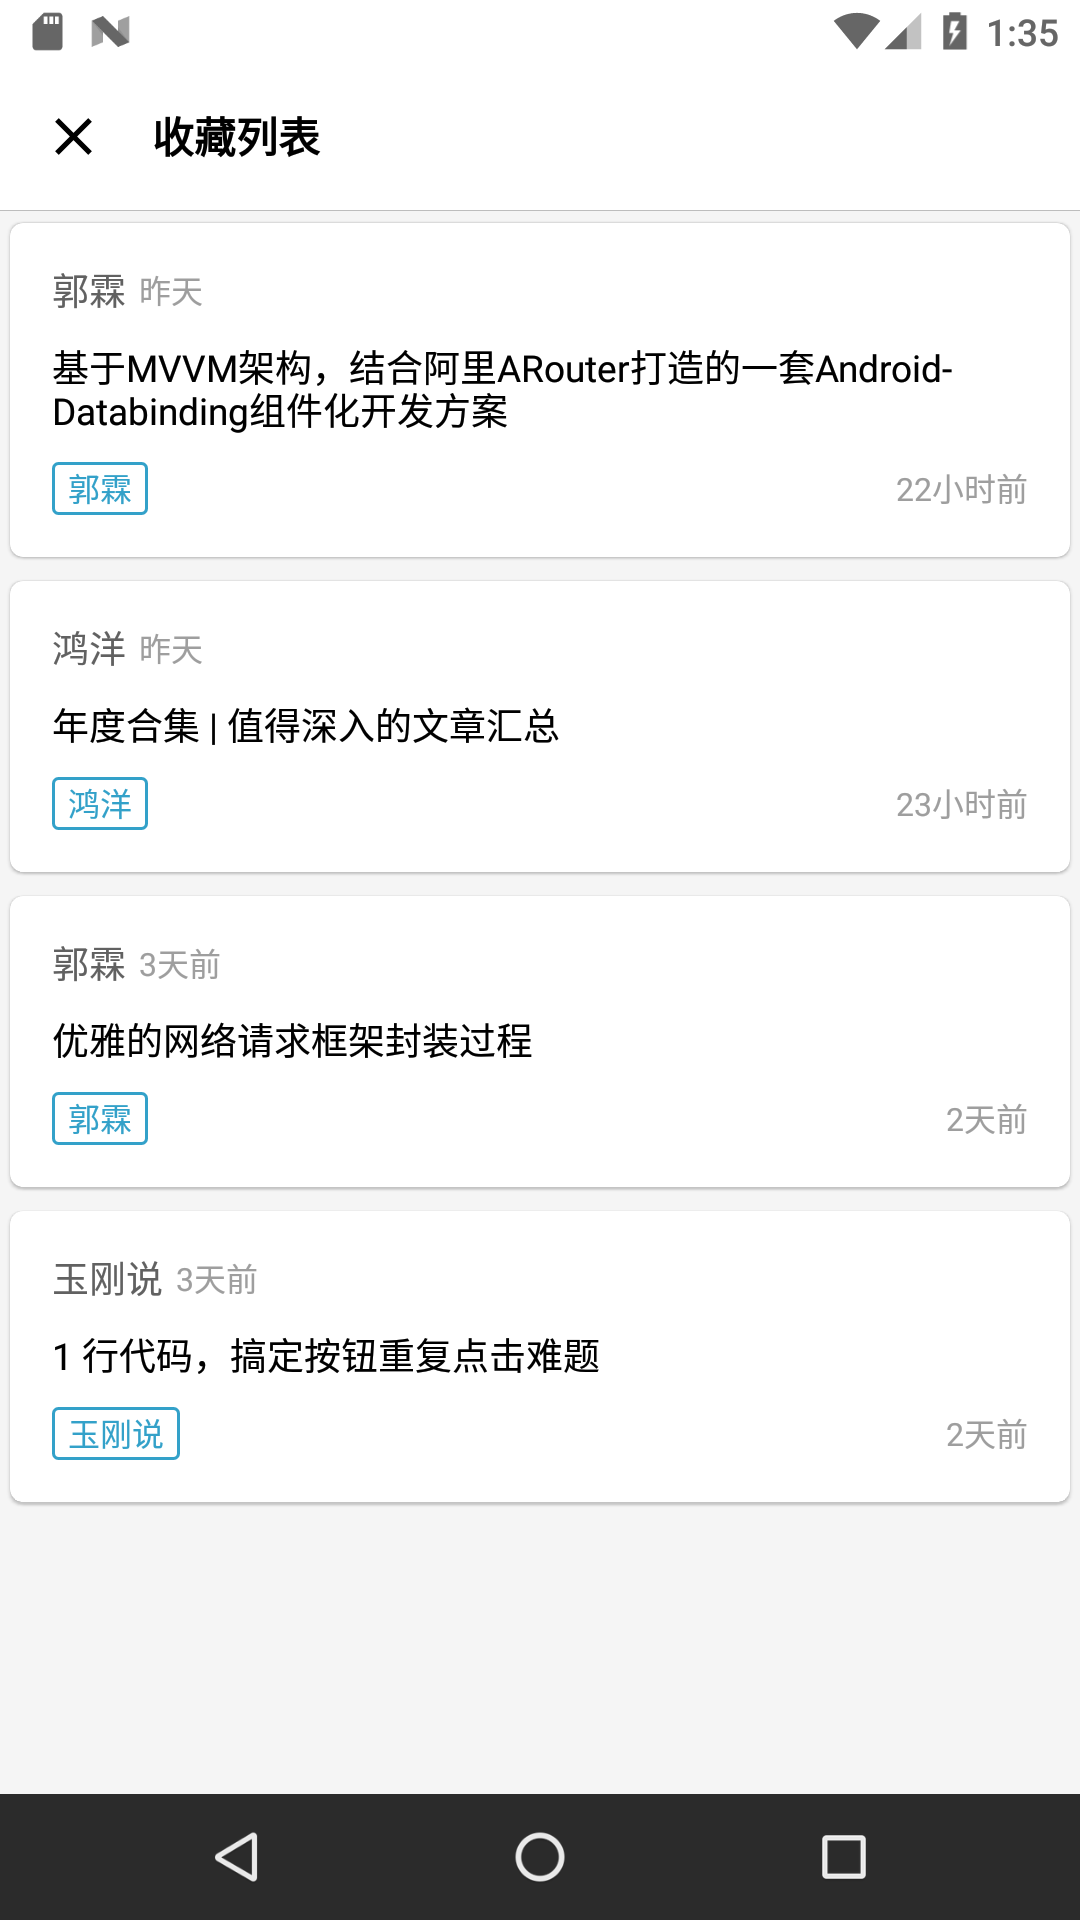 1:35
收藏列表
郭霖 昨天
基于MVVM架构，结合阿里ARouter打造的一套Android-
Databinding组件化开发方案
郭霖 22小时前
鸿洋 昨天
年度合集 | 值得深入的文章汇总
鸿洋 23小时前
郭霖 3天前
优雅的网络请求框架封装过程
郭霖 2天前
玉刚说 3天前
1 行代码，搞定按钮重复点击难题
玉刚说 2天前